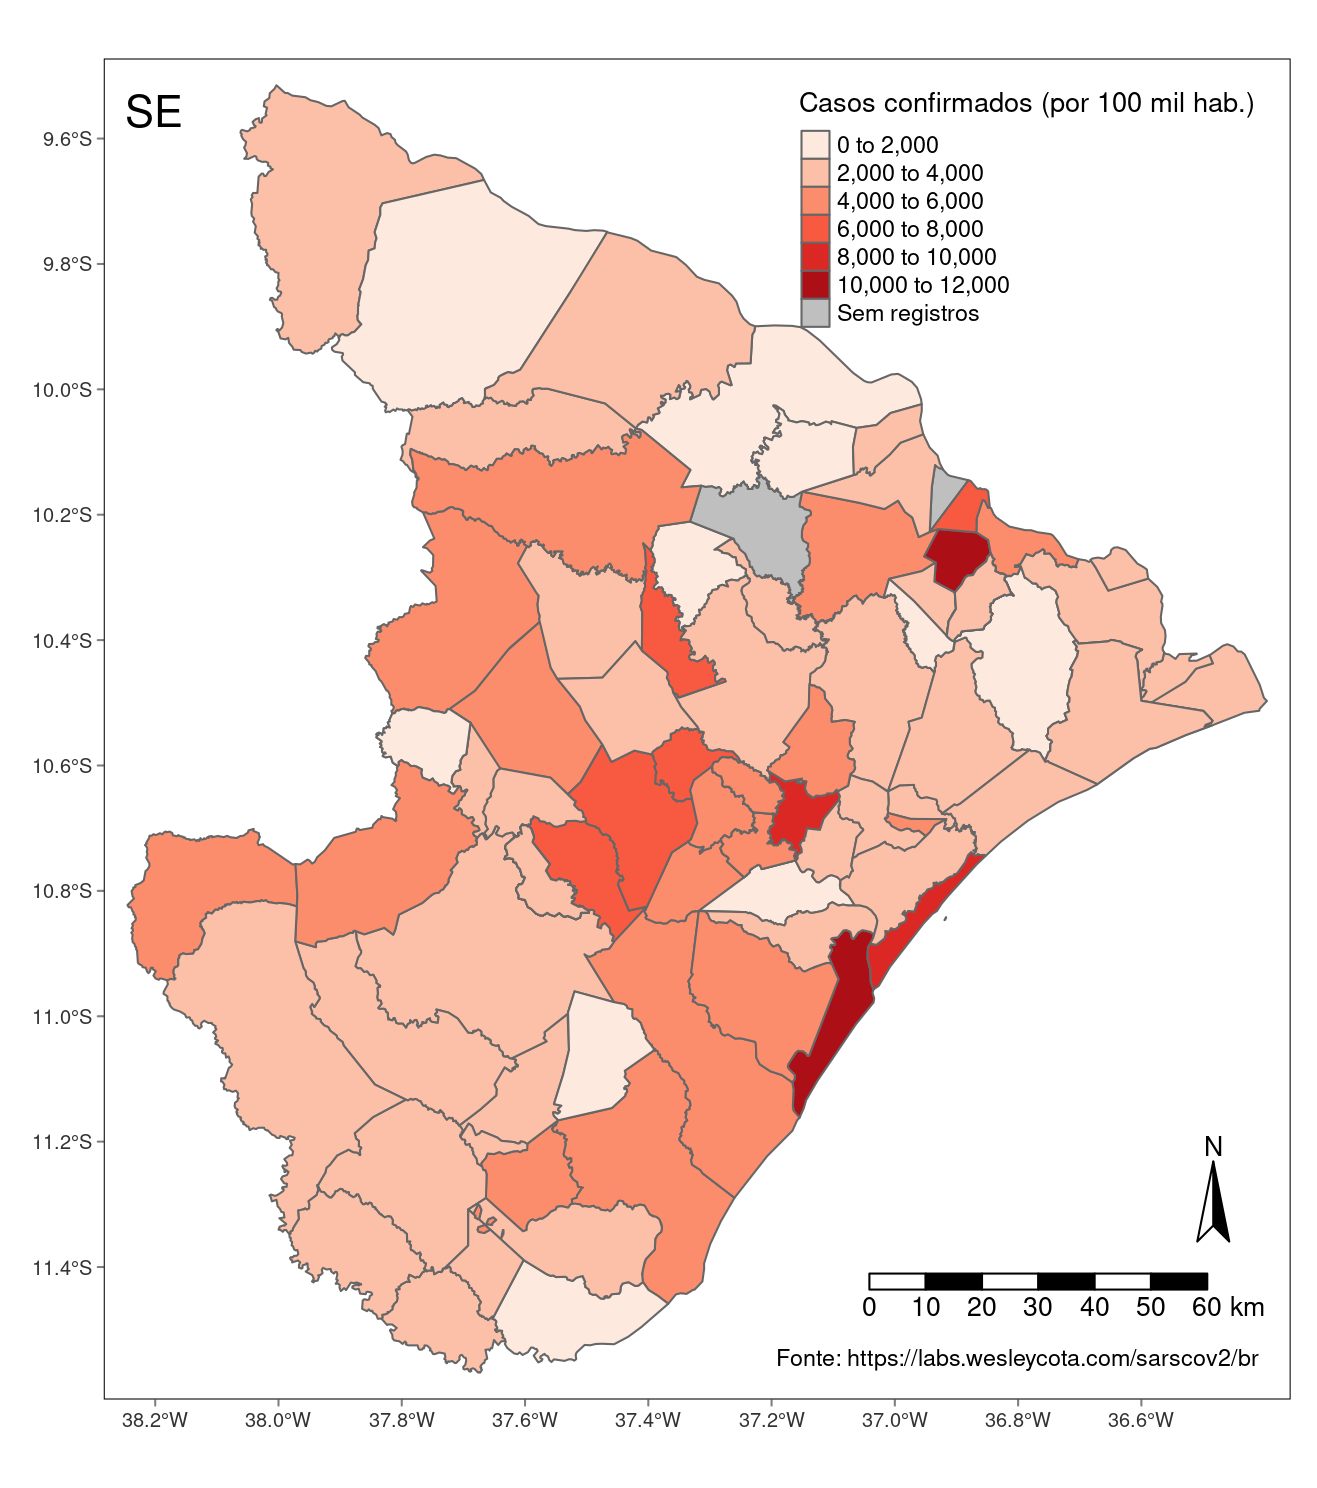 SE
Casos confirmados (por 100 mil hab.)
0 to 2,000
2,000 to 4,000
4,000 to 6,000
6,000 to 8,000
8,000 to 10,000
10,000 to 12,000
Sem registros
9.6°S
9.8°S
10.0°S
10.2°S
10.4°S
10.6°S
10.8°S
11.0°S
11.2°S
11.4°S
N
0 10 20 30 40 50 60 km
Fonte: https://labs.wesleycota.com/sarscov2/br
38.2°W 38.0°W 37.8°W 37.6°W 37.4°W 37.2°W 37.0°W 36.8°W 36.6°W